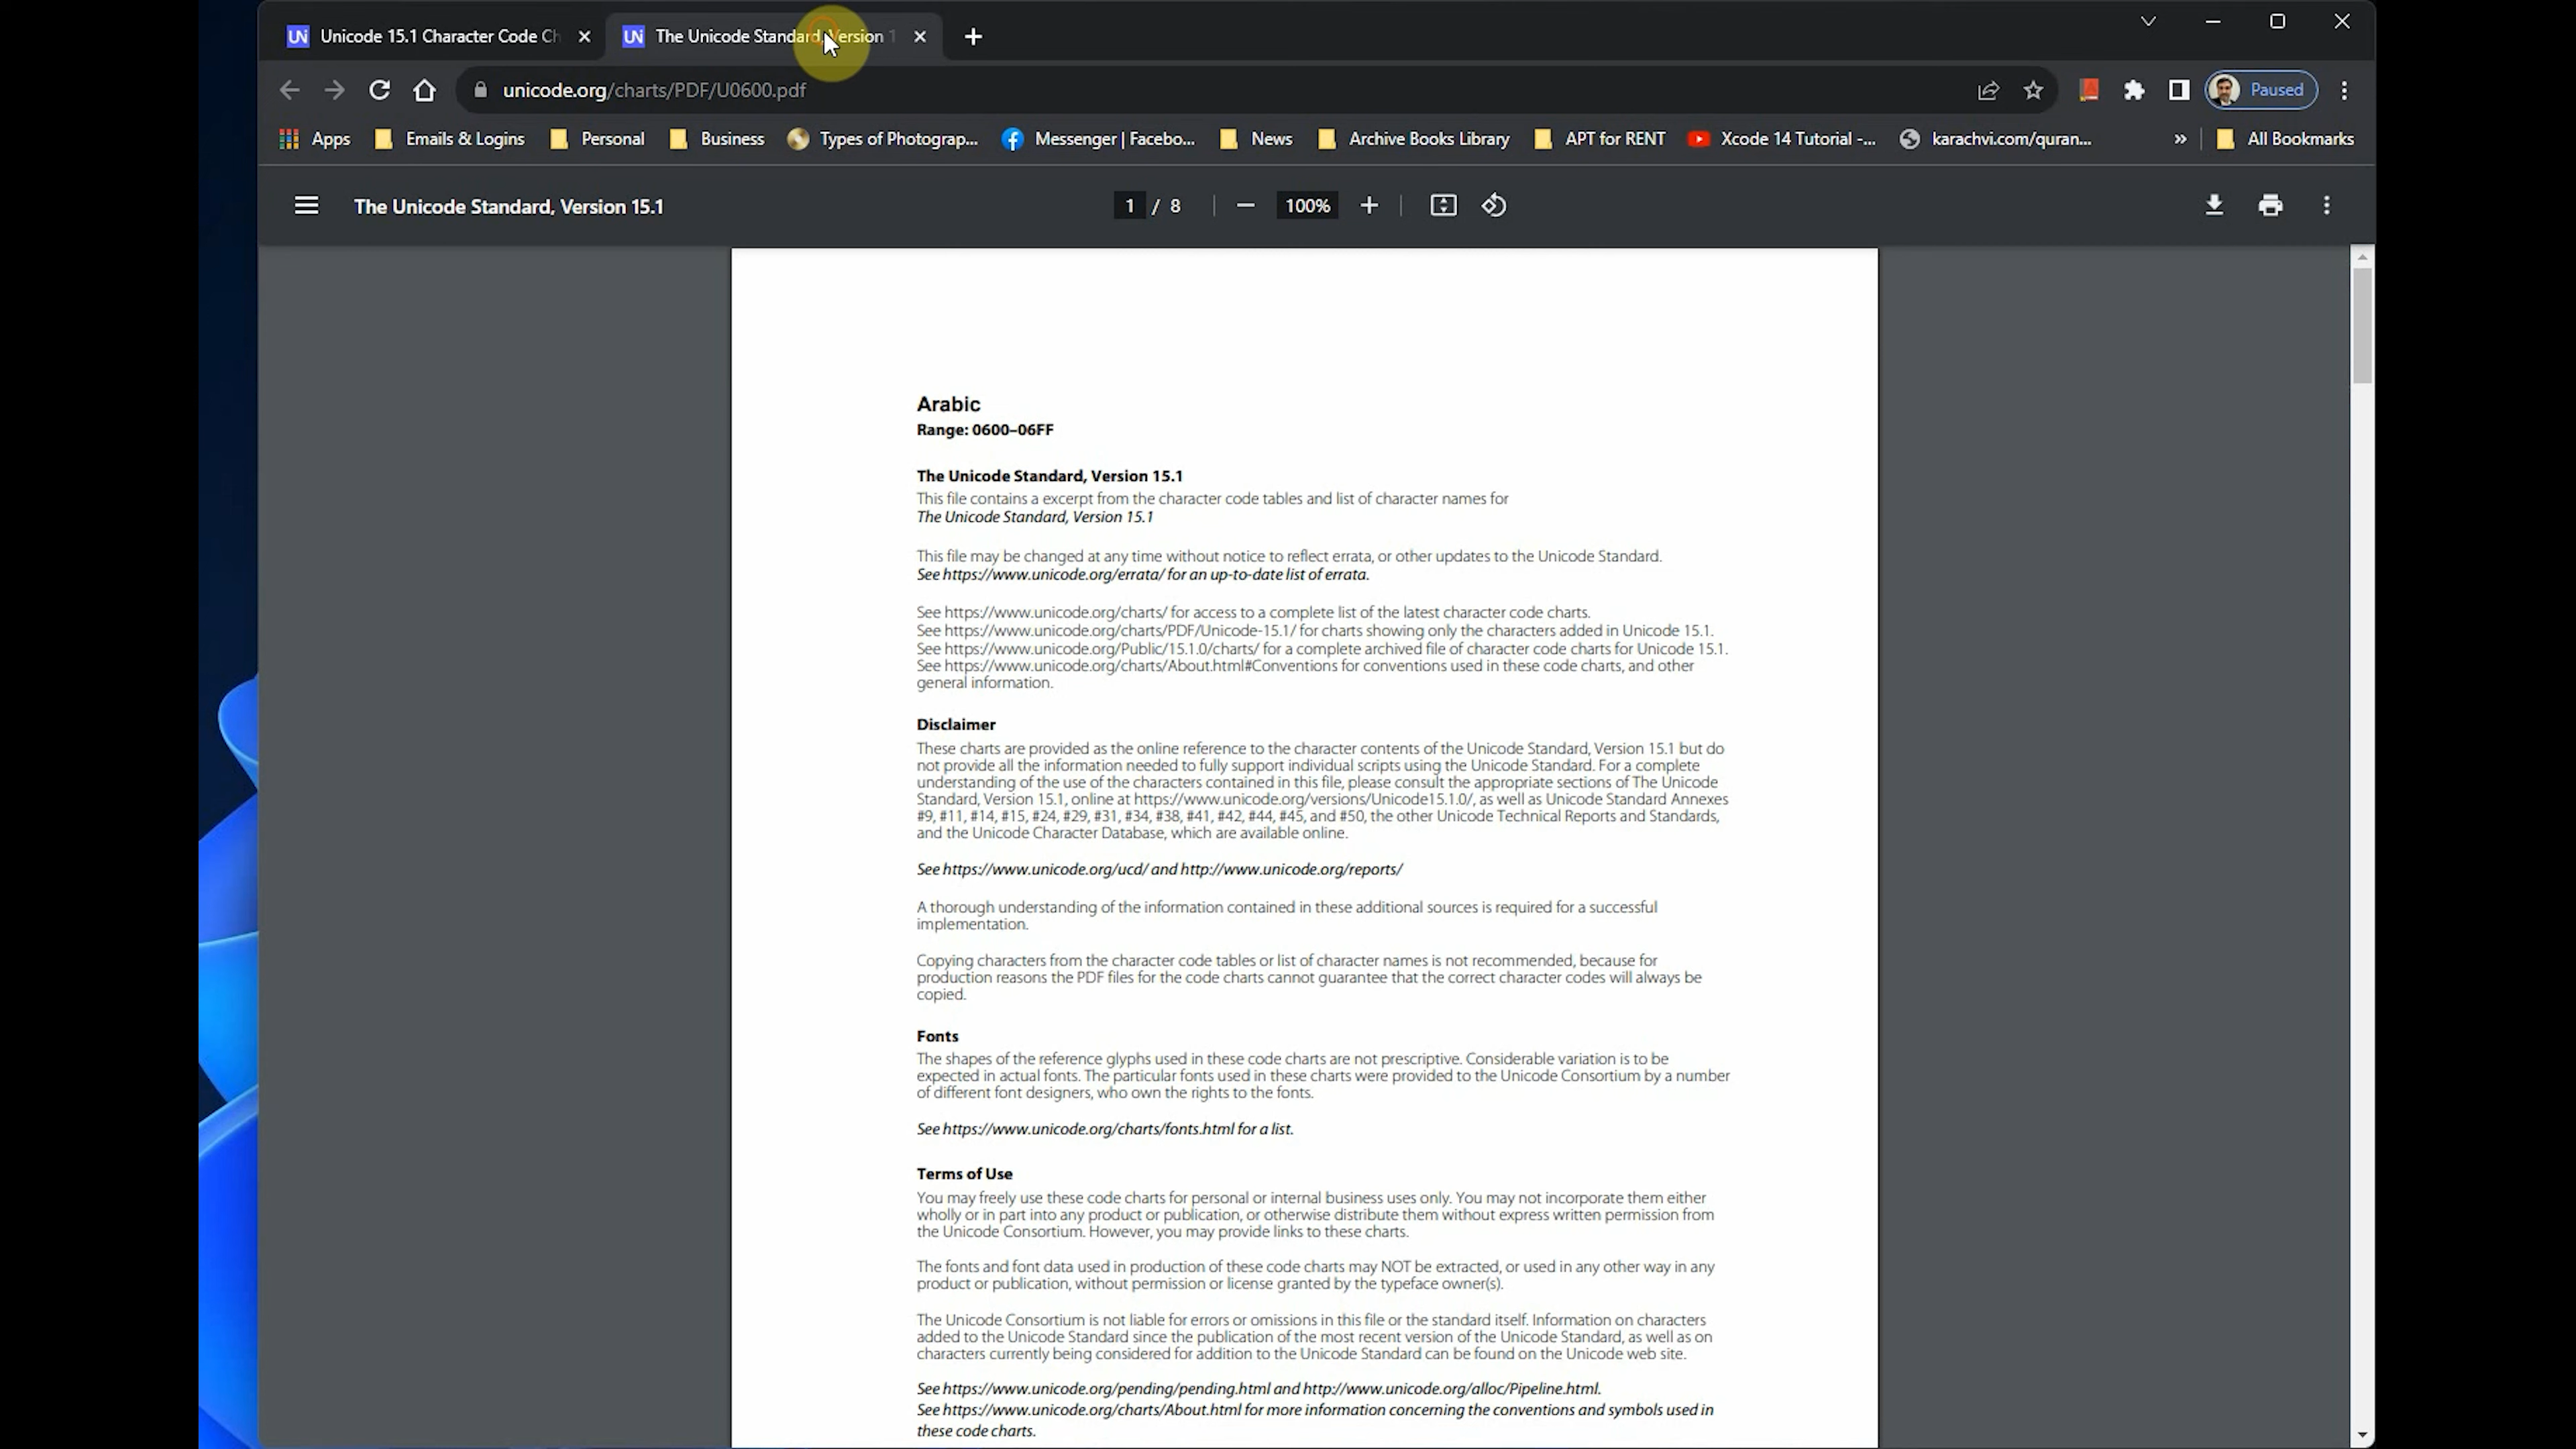 Unicode 15.1 Character Code Ch
The Unicode Standard, Version 1
unicode.org/charts/PDF/U0600.pdf
Paused
Apps
Emails & Logins
Personal
Business
Types of Photograp...
Messenger | Facebo...
News
Archive Books Library
APT for RENT
Xcode 14 Tutorial -...
karachvi.com/quran...
»
All Bookmarks
The Unicode Standard, Version 15.1
1 / 8
100%
Arabic
Range: 0600–06FF
The Unicode Standard, Version 15.1
This file contains a excerpt from the character code tables and list of character names for
The Unicode Standard, Version 15.1
This file may be changed at any time without notice to reflect errata, or other updates to the Unicode Standard.
See https://www.unicode.org/errata/ for an up-to-date list of errata.
See https://www.unicode.org/charts/ for access to a complete list of the latest character code charts.
See https://www.unicode.org/charts/PDF/Unicode-15.1/ for charts showing only the characters added in Unicode 15.1.
See https://www.unicode.org/Public/15.1.0/charts/ for a complete archived file of character code charts for Unicode 15.1.
See https://www.unicode.org/charts/About.html#Conventions for conventions used in these code charts, and other
general information.
Disclaimer
These charts are provided as the online reference to the character contents of the Unicode Standard, Version 15.1 but do
not provide all the information needed to fully support individual scripts using the Unicode Standard. For a complete
understanding of the use of the characters contained in this file, please consult the appropriate sections of The Unicode
Standard, Version 15.1, online at https://www.unicode.org/versions/Unicode15.1.0/, as well as Unicode Standard Annexes
#9, #11, #14, #15, #24, #29, #31, #34, #38, #41, #42, #44, #45, and #50, the other Unicode Technical Reports and Standards,
and the Unicode Character Database, which are available online.
See https://www.unicode.org/ucd/ and http://www.unicode.org/reports/
A thorough understanding of the information contained in these additional sources is required for a successful
implementation.
Copying characters from the character code tables or list of character names is not recommended, because for
production reasons the PDF files for the code charts cannot guarantee that the correct character codes will always be
copied.
Fonts
The shapes of the reference glyphs used in these code charts are not prescriptive. Considerable variation is to be
expected in actual fonts. The particular fonts used in these charts were provided to the Unicode Consortium by a number
of different font designers, who own the rights to the fonts.
See https://www.unicode.org/charts/fonts.html for a list.
Terms of Use
You may freely use these code charts for personal or internal business uses only. You may not incorporate them either
wholly or in part into any product or publication, or otherwise distribute them without express written permission from
the Unicode Consortium. However, you may provide links to these charts.
The fonts and font data used in production of these code charts may NOT be extracted, or used in any other way in any
product or publication, without permission or license granted by the typeface owner(s).
The Unicode Consortium is not liable for errors or omissions in this file or the standard itself. Information on characters
added to the Unicode Standard since the publication of the most recent version of the Unicode Standard, as well as on
characters currently being considered for addition to the Unicode Standard can be found on the Unicode web site.
See https://www.unicode.org/pending/pending.html and http://www.unicode.org/alloc/Pipeline.html.
See https://www.unicode.org/charts/About.html for more information concerning the conventions and symbols used in
these code charts.